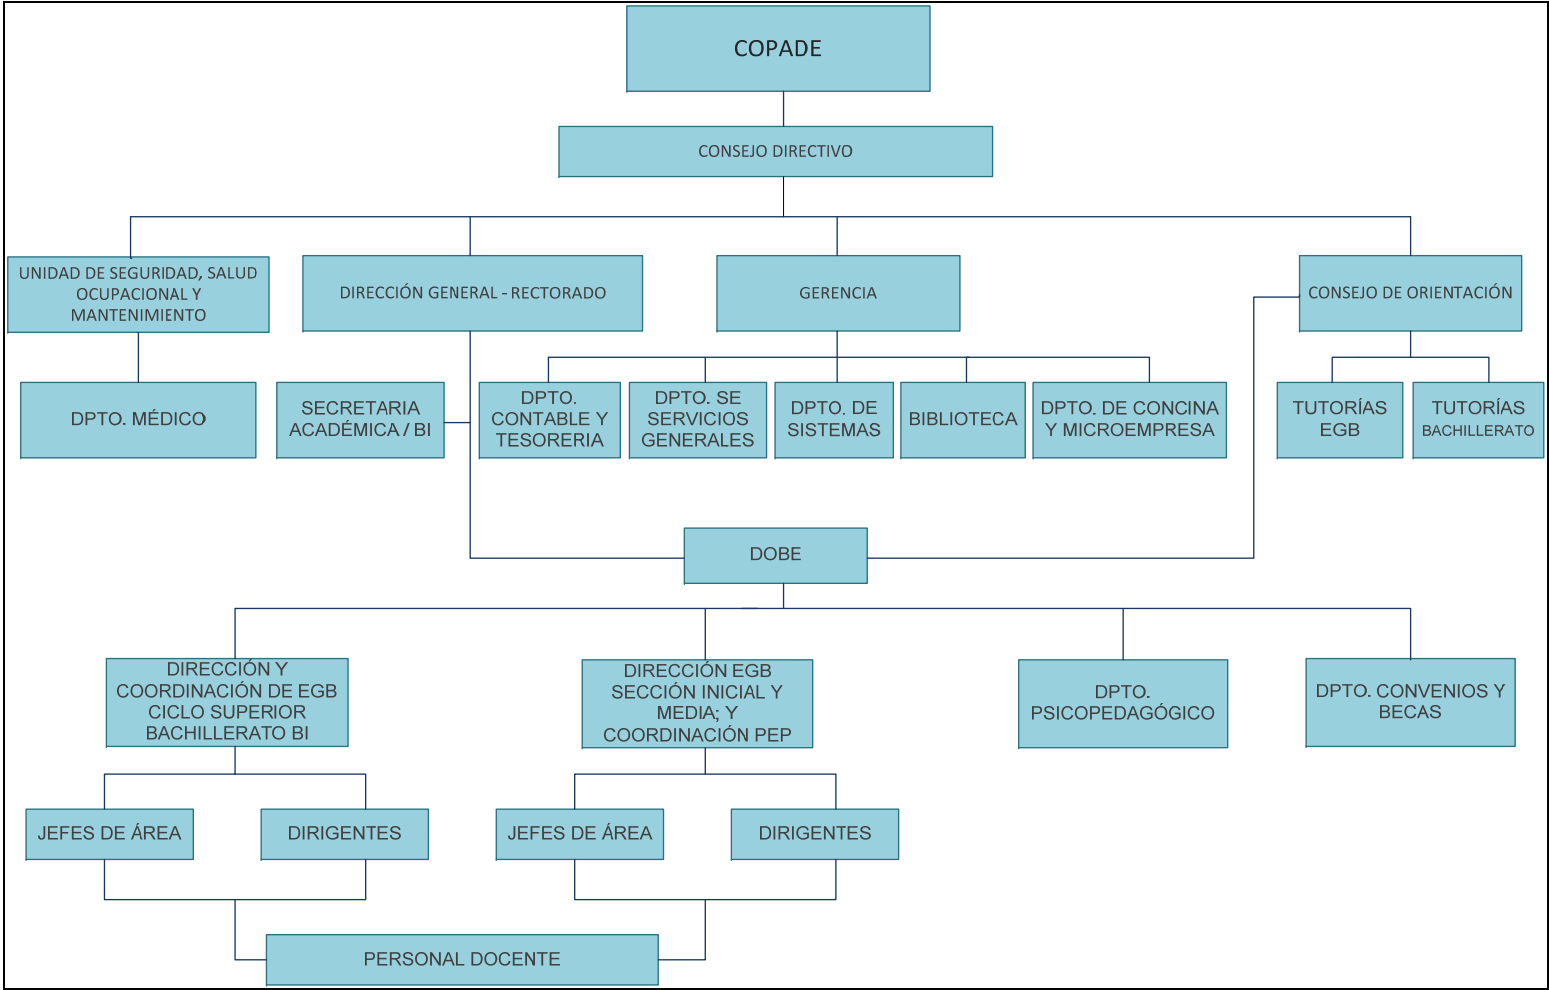 COPADE
CONSEJO DIRECTIVO
UNIDAD DE SEGURIDAD, SALUD
OCUPACIONAL Y
MANTENIMIENTO
DIRECCIÓN GENERAL - RECTORADO
GERENCIA
CONSEJO DE ORIENTACIÓN
DPTO. MÉDICO
SECRETARIA
ACADÉMICA / BI
DPTO.
CONTABLE Y
TESORERIA
DPTO. SE
SERVICIOS
GENERALES
DPTO. DE
SISTEMAS
BIBLIOTECA
DPTO. DE CONCINA
Y MICROEMPRESA
TUTORÍAS
EGB
TUTORÍAS
BACHILLERATO
DOBE
DIRECCIÓN Y
COORDINACIÓN DE EGB
CICLO SUPERIOR
BACHILLERATO BI
DIRECCIÓN EGB
SECCIÓN INICIAL Y
MEDIA; Y
COORDINACIÓN PEP
DPTO.
PSICOPEDAGÓGICO
DPTO. CONVENIOS Y
BECAS
JEFES DE ÁREA
DIRIGENTES
JEFES DE ÁREA
DIRIGENTES
PERSONAL DOCENTE